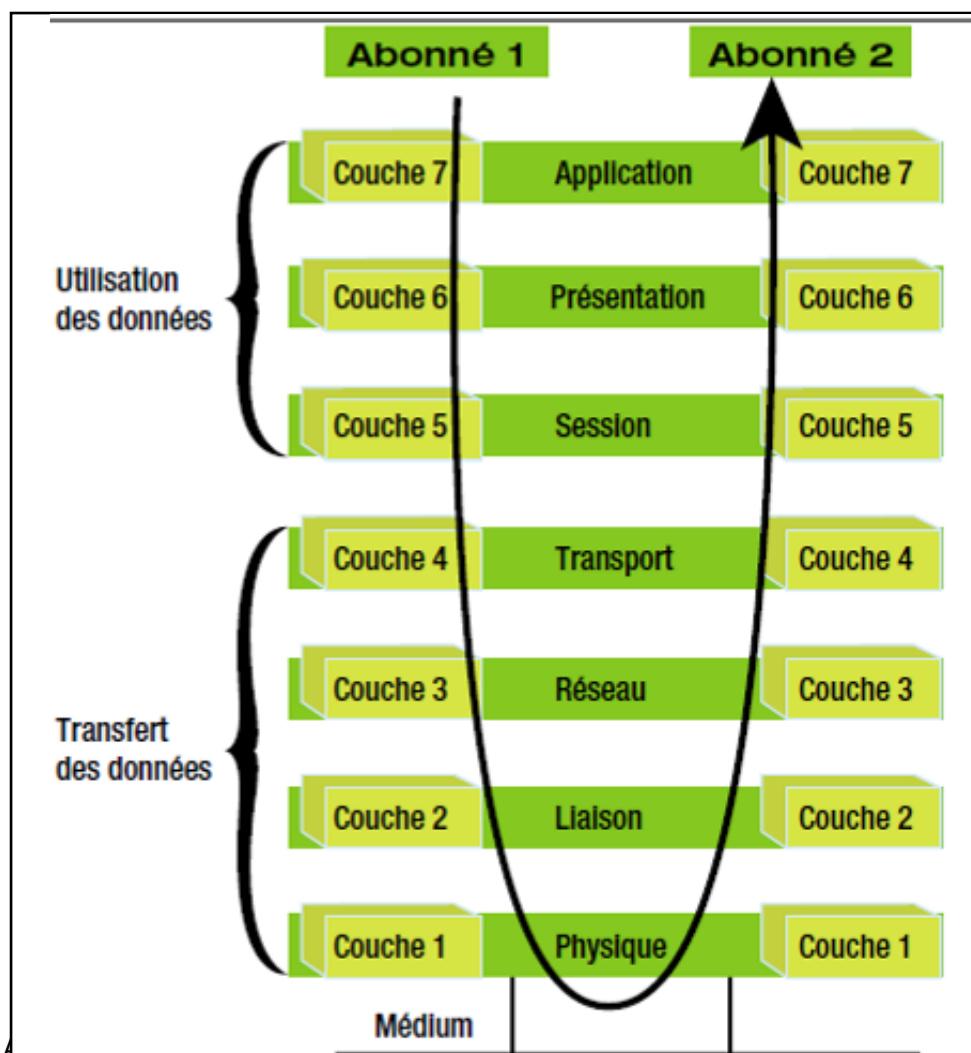 Abonné 1 Abonné 2
Couche 7 Application Couche 7
Utilisation
des données
Couche 6 Présentation Couche 6
Couche 5 Session Couche 5
Couche 4 Transport Couche 4
Couche 3 Réseau Couche 3
Transfert
des données
Couche 2 Liaison Couche 2
Couche 1 Physique Couche 1
Médium